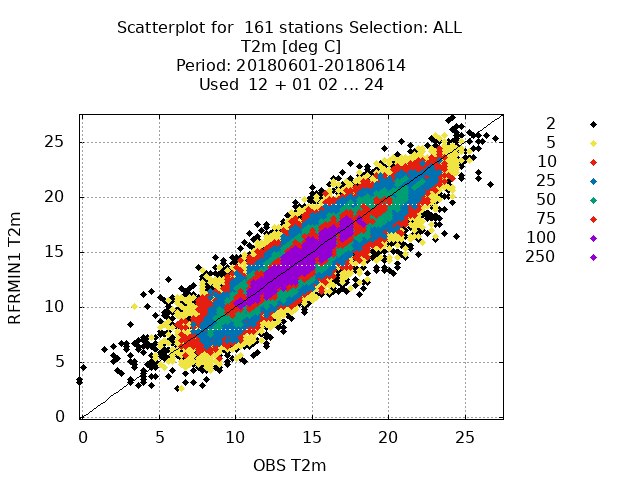 Scatterplot for  161 stations Selection: ALL
T2m [deg C]
Period: 20180601-20180614
Used  12 + 01 02 ... 24
2
5
10
25
50
75
100
250
25
20
15
10
5
0
RFRMIN1 T2m
0 5 10 15 20 25
OBS T2m